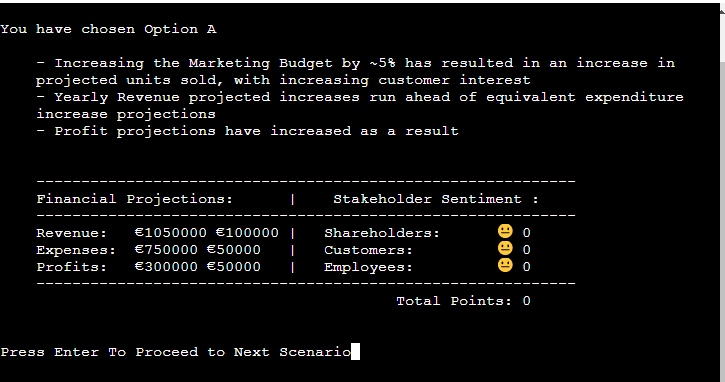 You have chosen Option A
- Increasing the Marketing Budget by ~5% has resulted in an increase in
projected units sold, with increasing customer interest
- Yearly Revenue projected increases run ahead of equivalent expenditure
increase projections
- Profit projections have increased as a result
------------------------------------------------------------
Financial Projections: | Stakeholder Sentiment :
------------------------------------------------------------
Revenue: €1050000 €100000 | Shareholders: 😐 0
Expenses: €750000 €50000 | Customers: 😐 0
Profits: €300000 €50000 | Employees: 😐 0
------------------------------------------------------------
Total Points: 0
Press Enter To Proceed to Next Scenario